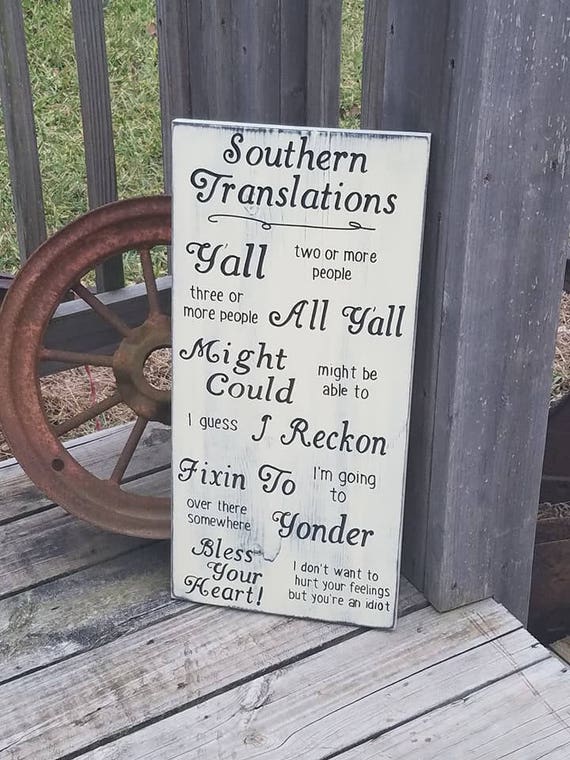 Southern
Translations
Y'all
two or more
people
three or
more people
All Y'all
Might
Could
might be
able to
I guess
I Reckon
Fixin To
I'm going
to
over there
somewhere
Yonder
Bless
Your
Heart!
I don't want to
hurt your feelings
but you're an idiot